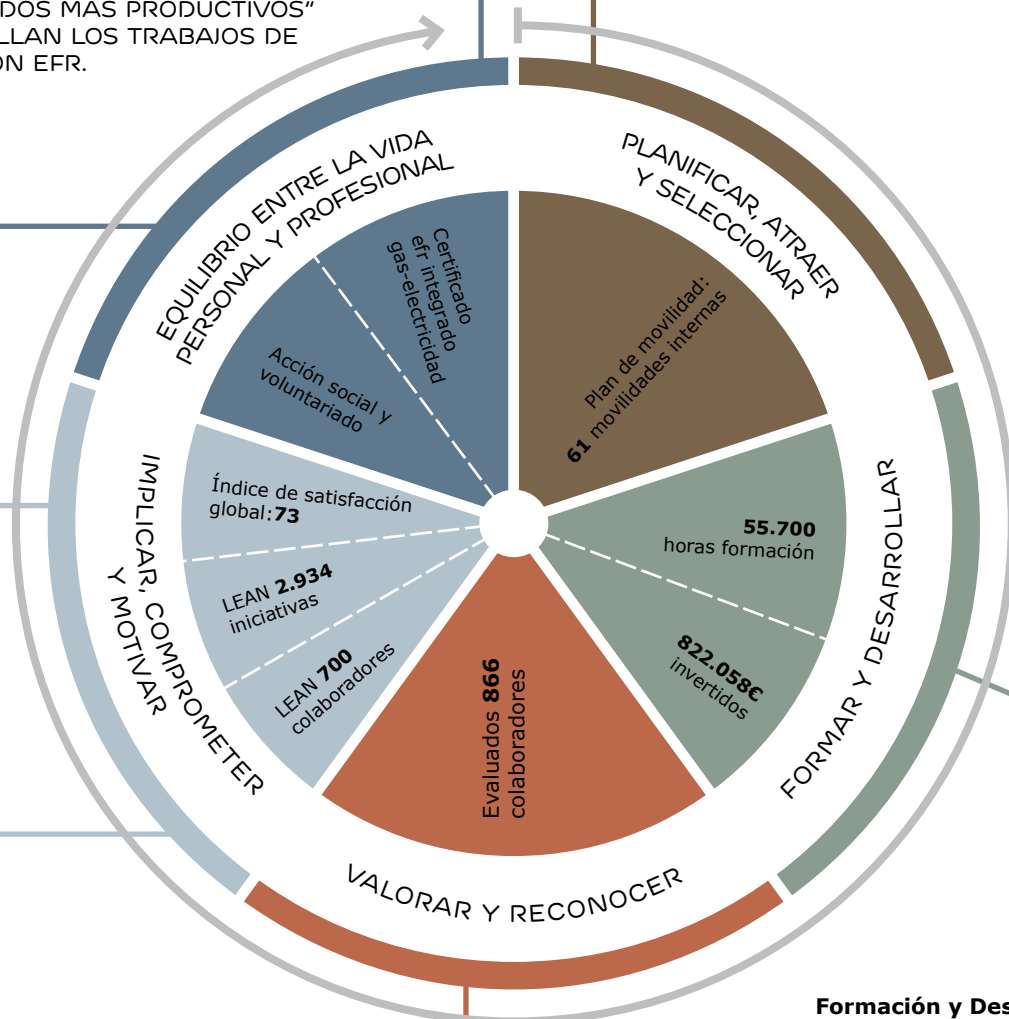 DOS MAS PRODUCTIVOS”
LLAN LOS TRABAJOS DE
ON EFR.
EQUILIBRIO ENTRE LA VIDA
PERSONAL Y PROFESIONAL
PLANIFICAR, ATRAER
Y SELECCIONAR
Certificado
efr integrado
gas-electricidad
Acción social y
voluntariado
Plan de movilidad:
61 movilidades internas
Índice de satisfacción
global:73
LEAN 2.934
iniciativas
LEAN 700
colaboradores
IMPLICAR, COMPROMETER
Y MOTIVAR
55.700
horas formación
822.058€
invertidos
FORMAR Y DESARROLLAR
Evaluados 866
colaboradores
VALORAR Y RECONOCER
Formación y Des